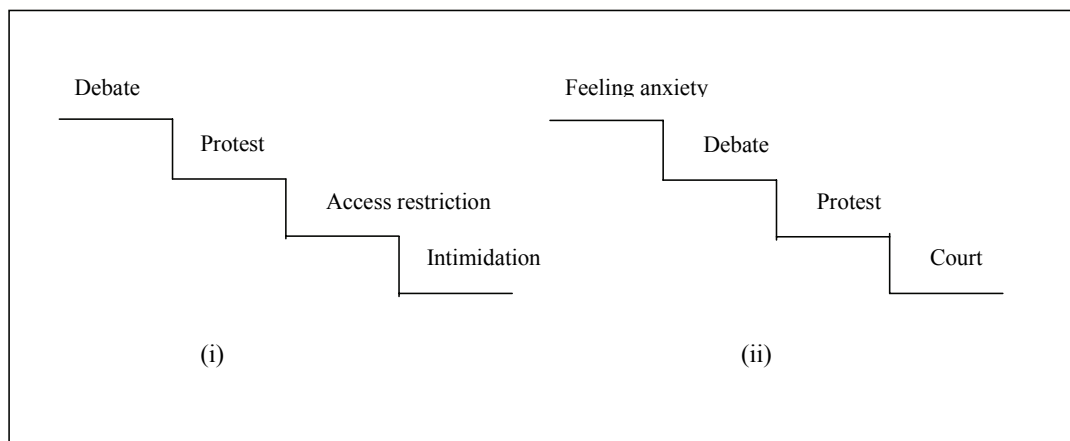 Debate
Protest
Access restriction
Intimidation
(i)
Feeling anxiety
Debate
Protest
Court
(ii)